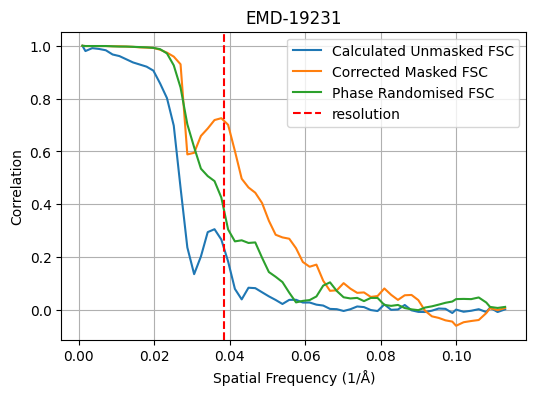 EMD-19231
Calculated Unmasked FSC
Corrected Masked FSC
Phase Randomised FSC
resolution
Correlation
1.0
0.8
0.6
0.4
0.2
0.0
0.00 0.02 0.04 0.06 0.08 0.10
Spatial Frequency (1/Å)